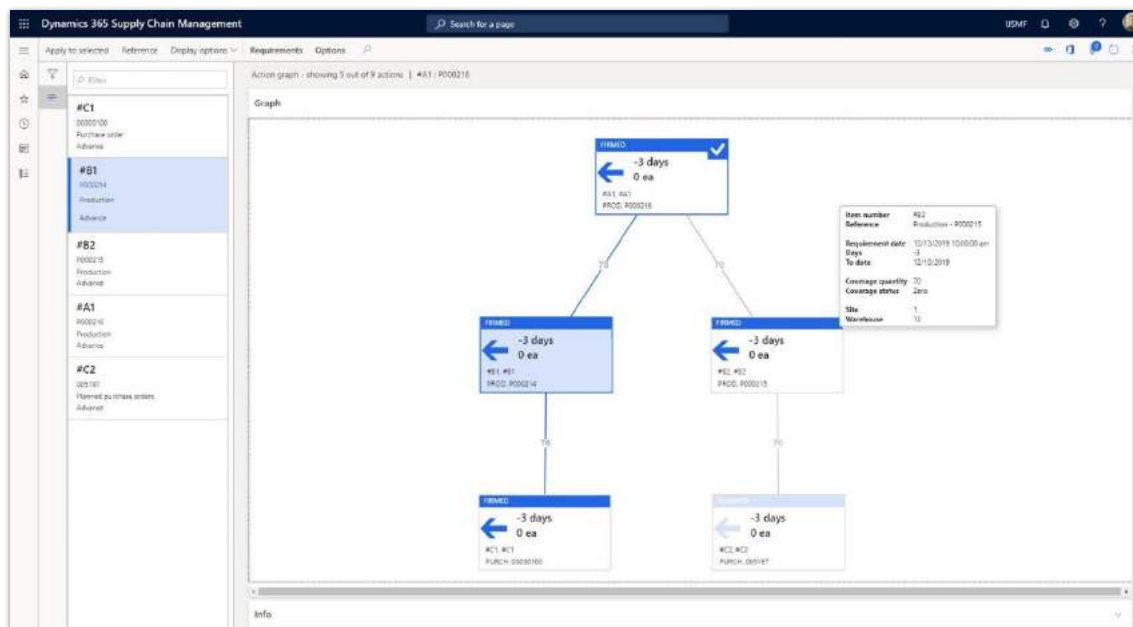 Dynamics 365 Supply Chain Management
Search for a page
USMF
Apply to selected Reference Display options Requirements Options
Filter
#C1
00000100
Purchase order
Advance
#B1
P000214
Production
Advance
#B2
P000215
Production
Advance
#A1
P000216
Production
Advance
#C2
005197
Planned purchase orders
Advance
Action graph - showing 5 out of 9 actions | #A1 : P000216
Graph
FIRMED
-3 days
0 ea
#A1, #A1
PROD. P000216
70
70
Item number #B2
Reference Production - P000215
Requirement date 12/13/2019
Days -3
To date 12/10/2019
Coverage quantity 70
Coverage status Zero
Site 1
Warehouse
FIRMED
-3 days
0 ea
#B1, #B1
PROD. P000214
FIRMED
-3 days
0 ea
#B2, #B2
PROD. P000215
70
70
FIRMED
-3 days
0 ea
#C1, #C1
PURCH. 00000100
-3 days
0 ea
#C2, #C2
PURCH. 005197
Info